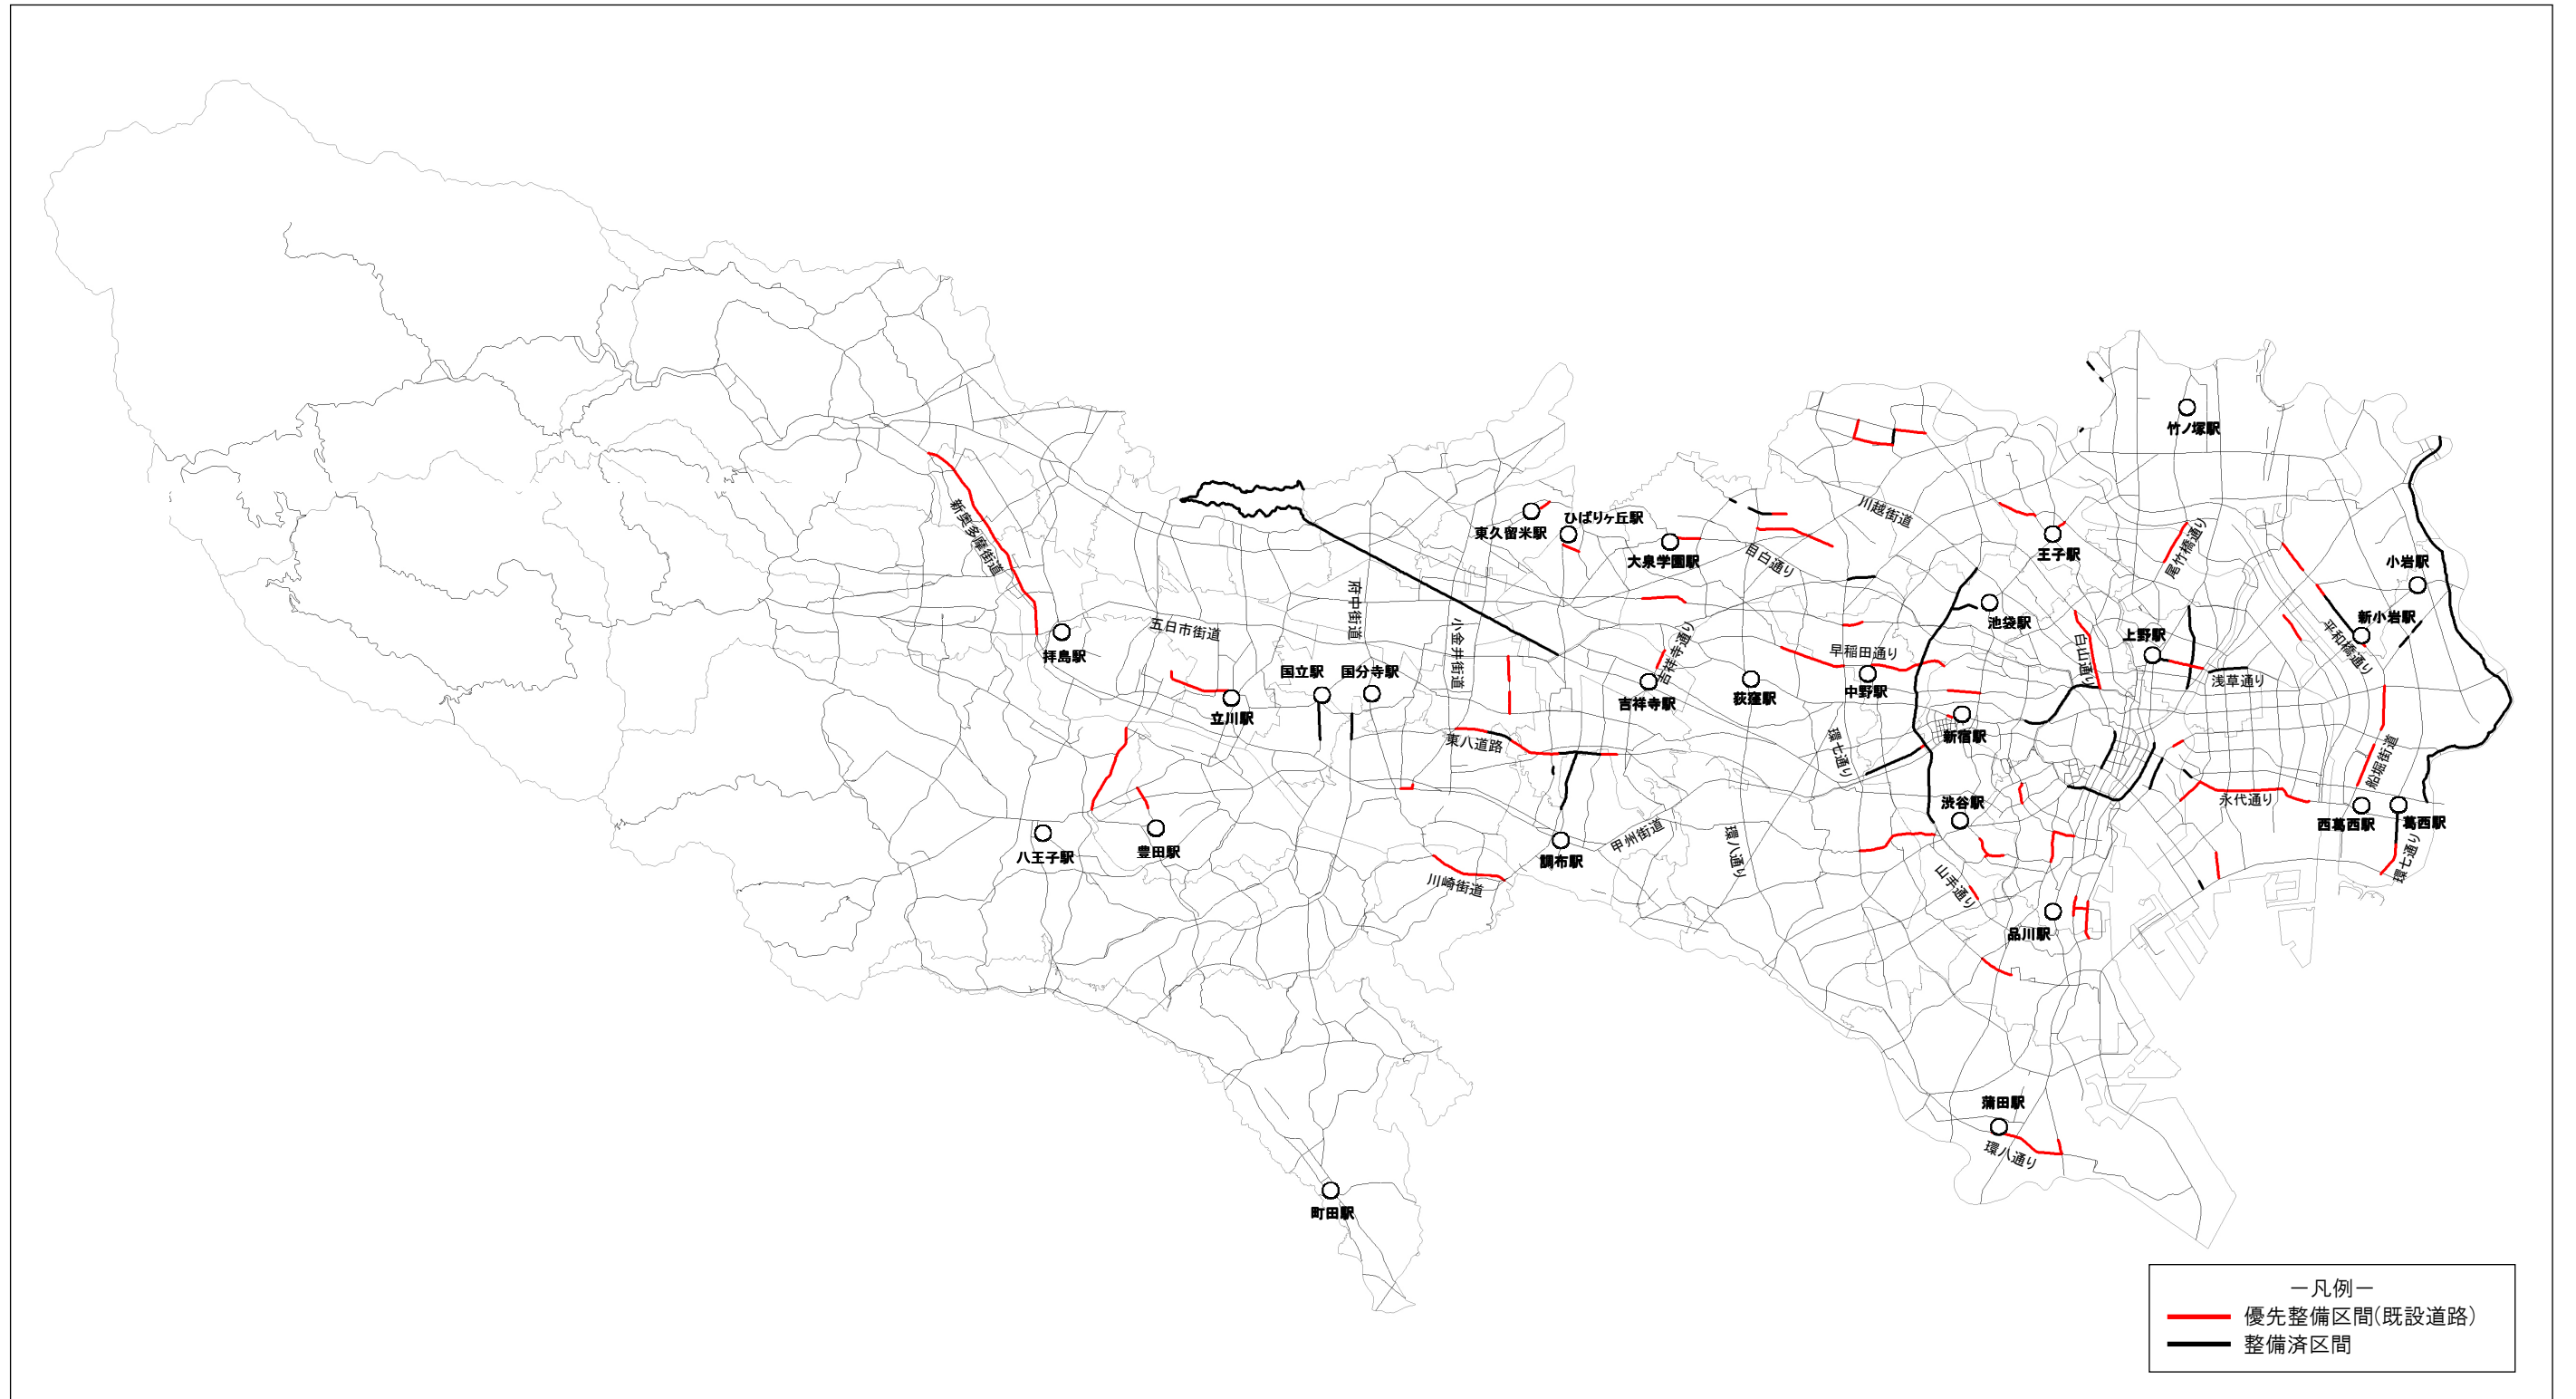 竹ノ塚駅
新奥多摩街道
東久留米駅
ひばりヶ丘駅
大泉学園駅
目白通り
川越街道
王子駅
尾竹橋通り
小岩駅
新小岩駅
平和橋通り
五日市街道
府中街道
小金井街道
拝島駅
国立駅
国分寺駅
立川駅
吉祥寺通り
吉祥寺駅
荻窪駅
早稲田通り
中野駅
池袋駅
白山通り
上野駅
浅草通り
東八道路
環七通り
新宿駅
船堀街道
渋谷駅
永代通り
西葛西駅
葛西駅
環七通り
八王子駅
豊田駅
調布駅
甲州街道
環八通り
川崎街道
山手通り
品川駅
蒲田駅
環八通り
町田駅
－凡例－
優先整備区間(既設道路)
整備済区間